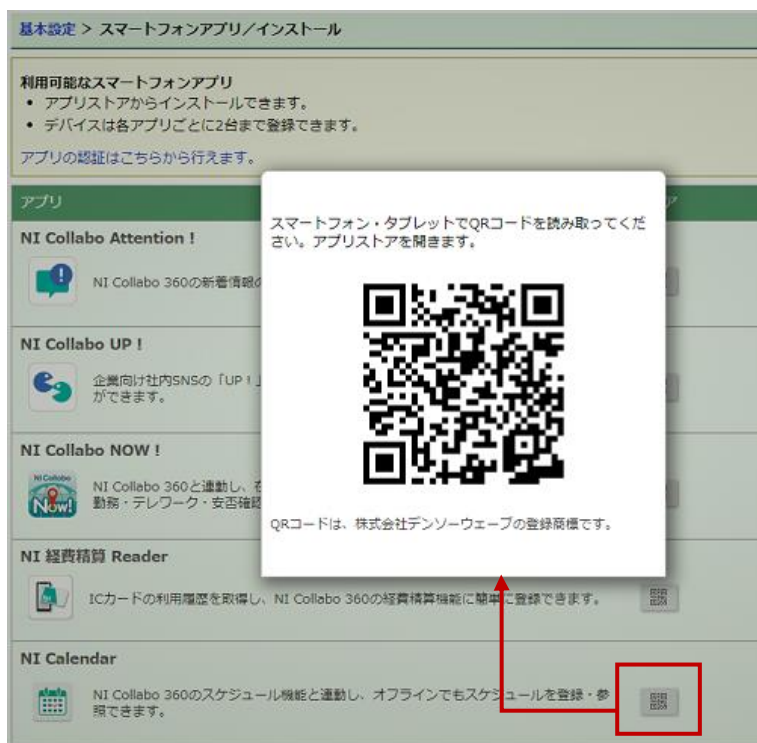 基本設定 > スマートフォンアプリ／インストール
利用可能なスマートフォンアプリ
• アプリストアからインストールできます。
• デバイスは各アプリごとに2台まで登録できます。
アプリの認証はこちらから行えます。
アプリ
ア
スマートフォン・タブレットでQRコードを読み取ってくだ
さい。アプリストアを開きます。
QRコードは、株式会社デンソーウェーブの登録商標です。
NI Collabo Attention !
NI Collabo 360の新着情報の
NI Collabo UP !
企業向け社内SNSの「UP！」
ができます。
NI Collabo NOW !
NI Collabo
Now!
NI Collabo 360と連動し、在
勤務・テレワーク・安否確認
NI 経費精算 Reader
ICカードの利用履歴を取得し、NI Collabo 360の経費精算機能に簡単に登録できます。
NI Calendar
NI Collabo 360のスケジュール機能と連動し、オフラインでもスケジュールを登録・参
照できます。